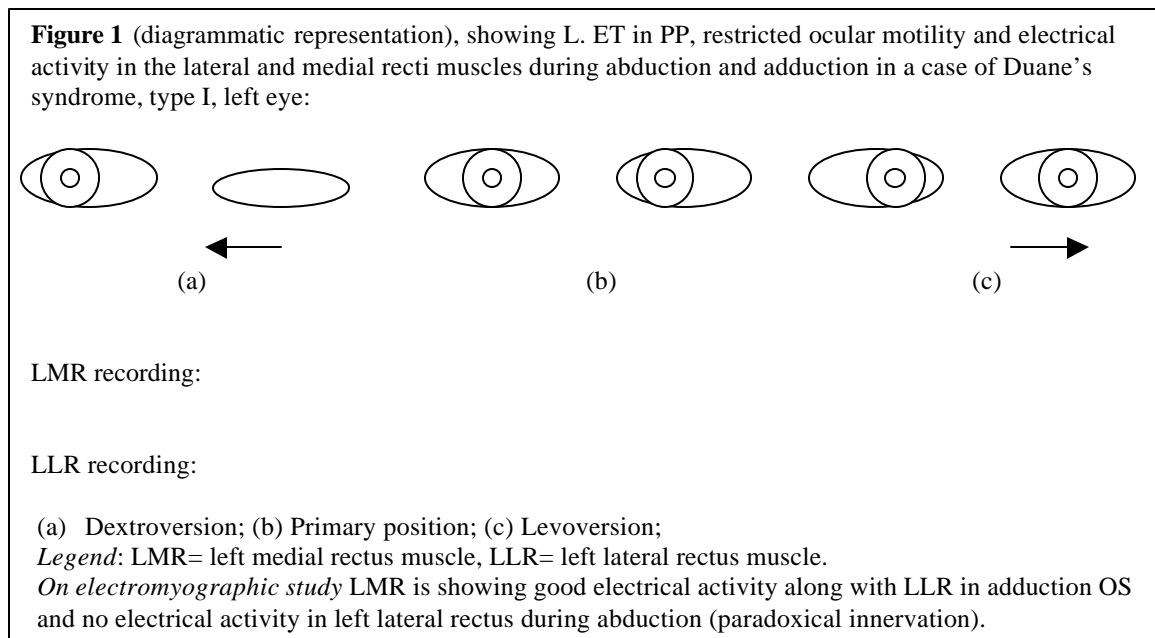 Figure 1 (diagrammatic representation), showing L. ET in PP, restricted ocular motility and electrical
activity in the lateral and medial recti muscles during abduction and adduction in a case of Duane's
syndrome, type I, left eye:
(a) (b) (c)
LMR recording:
LLR recording:
(a) Dextroversion; (b) Primary position; (c) Levoversion;
Legend: LMR= left medial rectus muscle, LLR= left lateral rectus muscle.
On electromyographic study LMR is showing good electrical activity along with LLR in adduction OS
and no electrical activity in left lateral rectus during abduction (paradoxical innervation).